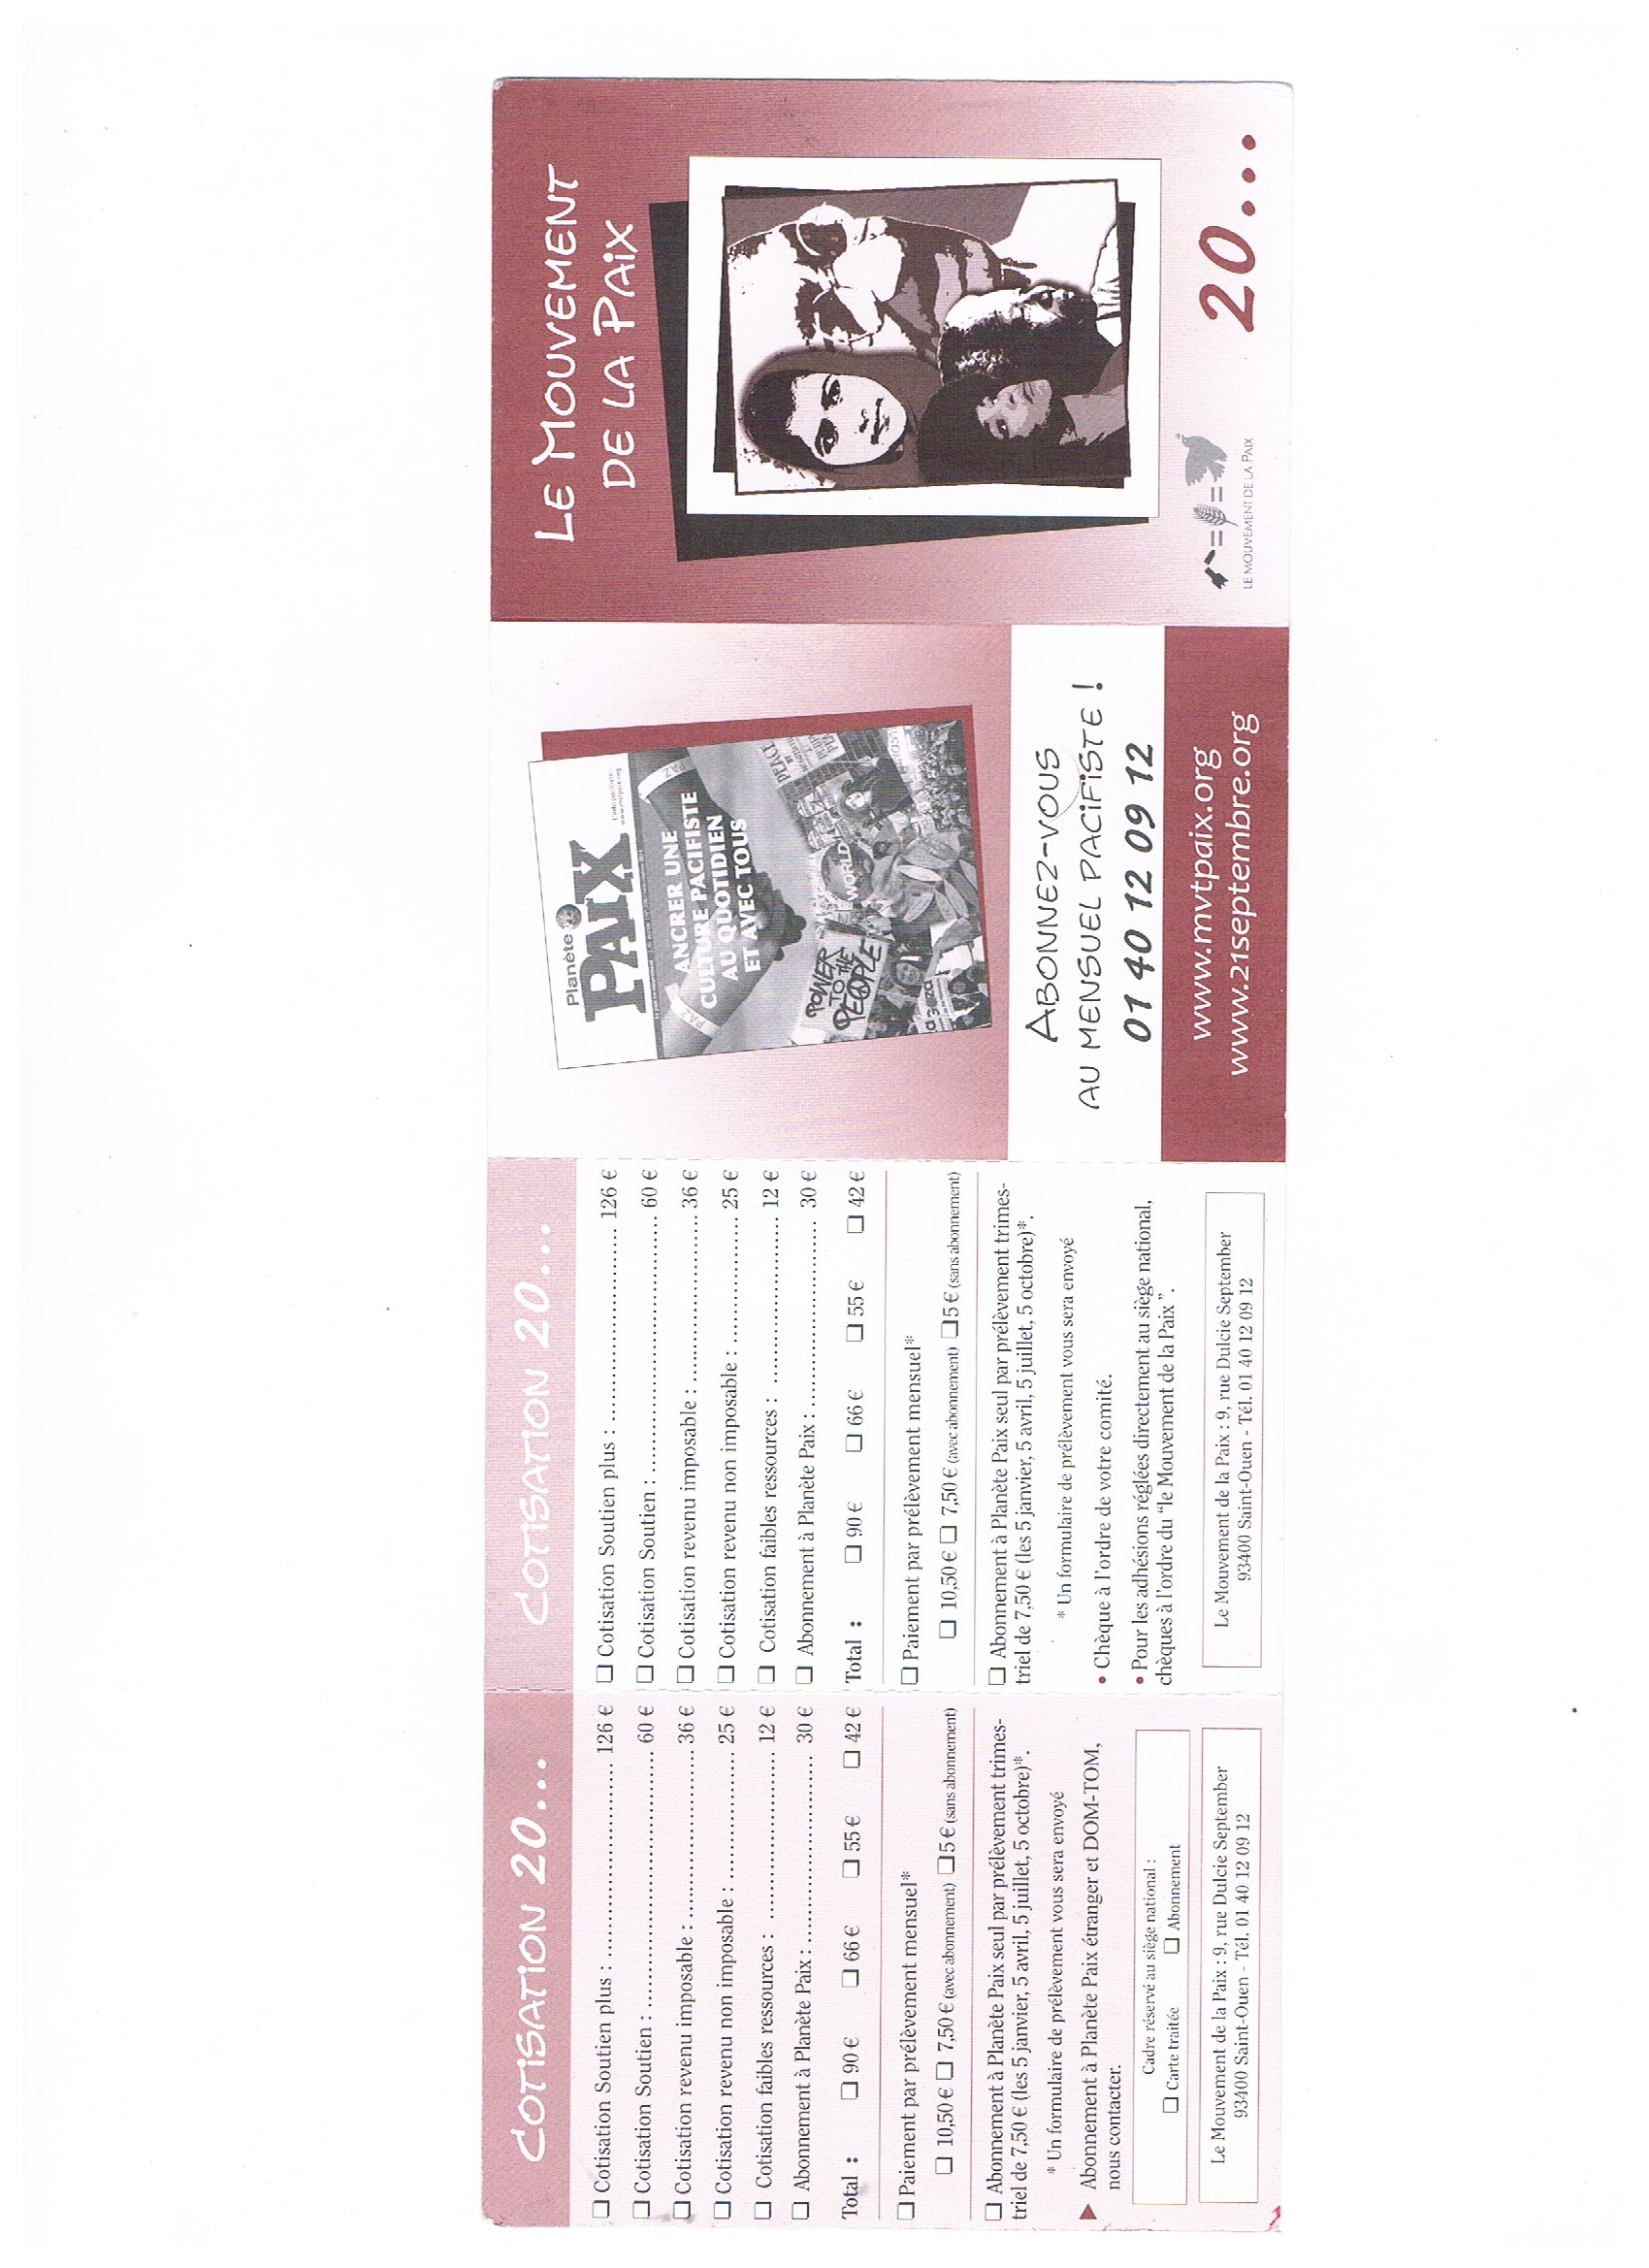 COTISATION 20...
❏ Cotisation Soutien plus : ................................ 126 €
❏ Cotisation Soutien : ........................................ 60 €
❏ Cotisation revenu imposable : ........................ 36 €
❏ Cotisation revenu non imposable : ................. 25 €
❏ Cotisation faibles ressources : ........................ 12 €
❏ Abonnement à Planète Paix : .......................... 30 €
Total : ❏ 90 € ❏ 66 € ❏ 55 € ❏ 42 €
❏ Paiement par prélèvement mensuel*
❏ 10,50 € ❏ 7,50 € (avec abonnement) ❏ 5 € (sans abonnement)
❏ Abonnement à Planète Paix seul par prélèvement trimes-
triel de 7,50 € (les 5 janvier, 5 avril, 5 juillet, 5 octobre)*.
* Un formulaire de prélèvement vous sera envoyé
► Abonnement à Planète Paix étranger et DOM-TOM,
nous contacter.
Cadre réservé au siège national :
❏ Carte traitée ❏ Abonnement
Le Mouvement de la Paix : 9, rue Dulcie September
93400 Saint-Ouen - Tél. 01 40 12 09 12
COTISATION 20...
❏ Cotisation Soutien plus : ................................ 126 €
❏ Cotisation Soutien : ........................................ 60 €
❏ Cotisation revenu imposable : ........................ 36 €
❏ Cotisation revenu non imposable : ................. 25 €
❏ Cotisation faibles ressources : ........................ 12 €
❏ Abonnement à Planète Paix : .......................... 30 €
Total : ❏ 90 € ❏ 66 € ❏ 55 € ❏ 42 €
❏ Paiement par prélèvement mensuel*
❏ 10,50 € ❏ 7,50 € (avec abonnement) ❏ 5 € (sans abonnement)
❏ Abonnement à Planète Paix seul par prélèvement trimes-
triel de 7,50 € (les 5 janvier, 5 avril, 5 juillet, 5 octobre)*.
* Un formulaire de prélèvement vous sera envoyé
• Chèque à l'ordre de votre comité.
• Pour les adhésions réglées directement au siège national,
chèques à l'ordre du "le Mouvement de la Paix".
Le Mouvement de la Paix : 9, rue Dulcie September
93400 Saint-Ouen - Tél. 01 40 12 09 12
Planète
PAIX
www.mvtpaix.org
ANCRER UNE
CULTURE PACIFISTE
AU QUOTIDIEN
ET AVEC TOUS
PAZ
PAZ
POWER
TO THE
PEOPLE
WORLD
PEACE
ABONNEZ-VOUS
AU MENSUEL PACIFISTE !
01 40 12 09 12
www.mvtpaix.org
www.21septembre.org
LE MOUVEMENT
DE LA PAIX
LE MOUVEMENT DE LA PAIX
20...